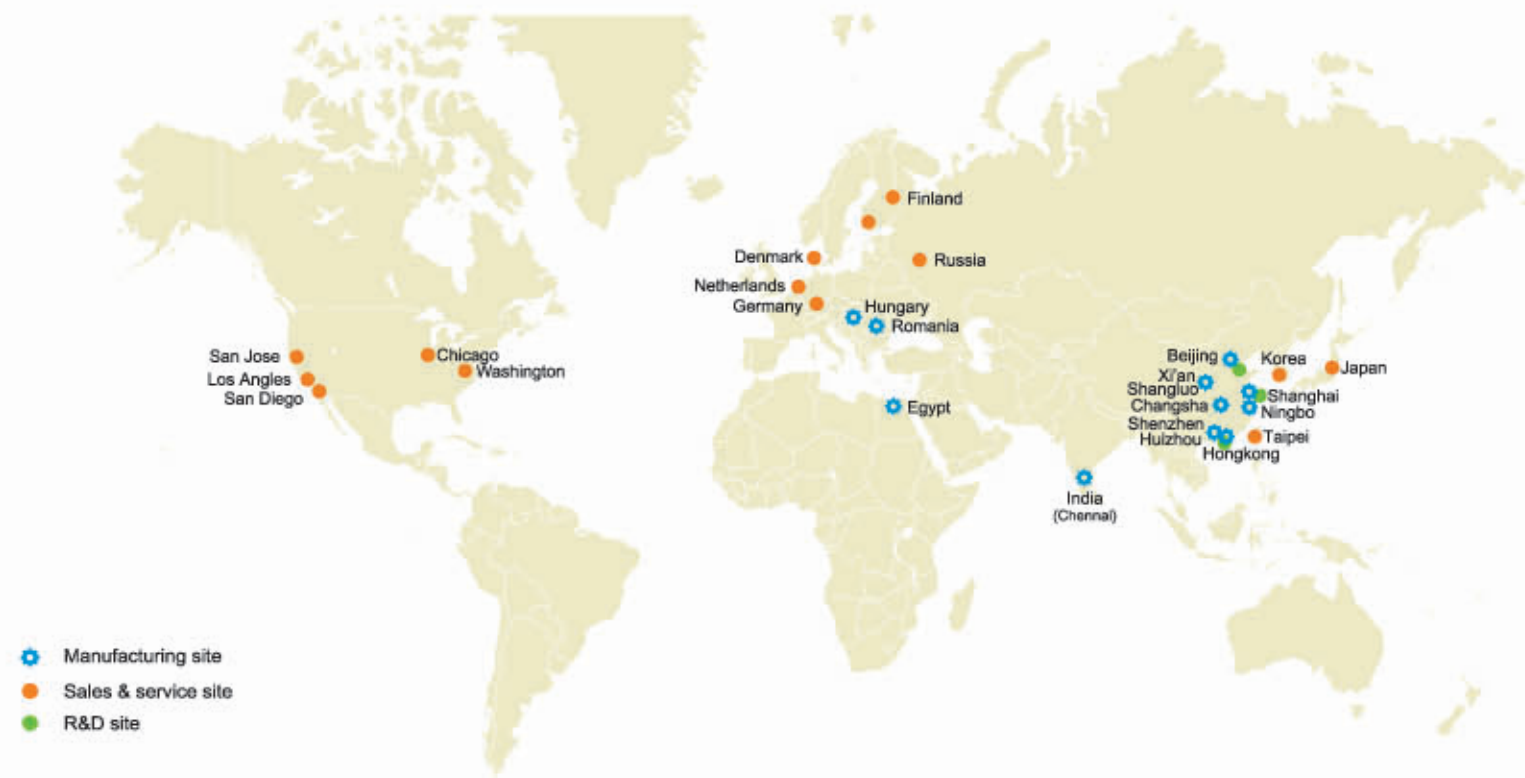 Finland
Denmark
Russia
Netherlands
Germany
Hungary
Romania
San Jose
Chicago
Washington
Los Angles
San Diego
Egypt
Beijing
Korea
Japan
Xi'an
Shangluo
Shanghai
Changsha
Ningbo
Shenzhen
Huizhou
Taipei
Hongkong
India
(Chennai)
Manufacturing site
Sales & service site
R&D site